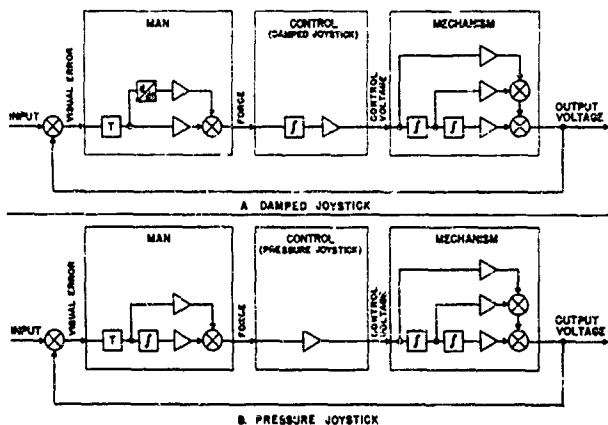 MAN
CONTROL
(DAMPED JOYSTICK)
MECHANISM
INPUT
VISUAL ERROR
T
FORCE
∫
CONTROL
VOLTAGE
∫
∫
OUTPUT
VOLTAGE
A. DAMPED JOYSTICK
MAN
CONTROL
(PRESSURE JOYSTICK)
MECHANISM
INPUT
VISUAL ERROR
T
∫
FORCE
CONTROL
VOLTAGE
∫
∫
OUTPUT
VOLTAGE
B. PRESSURE JOYSTICK